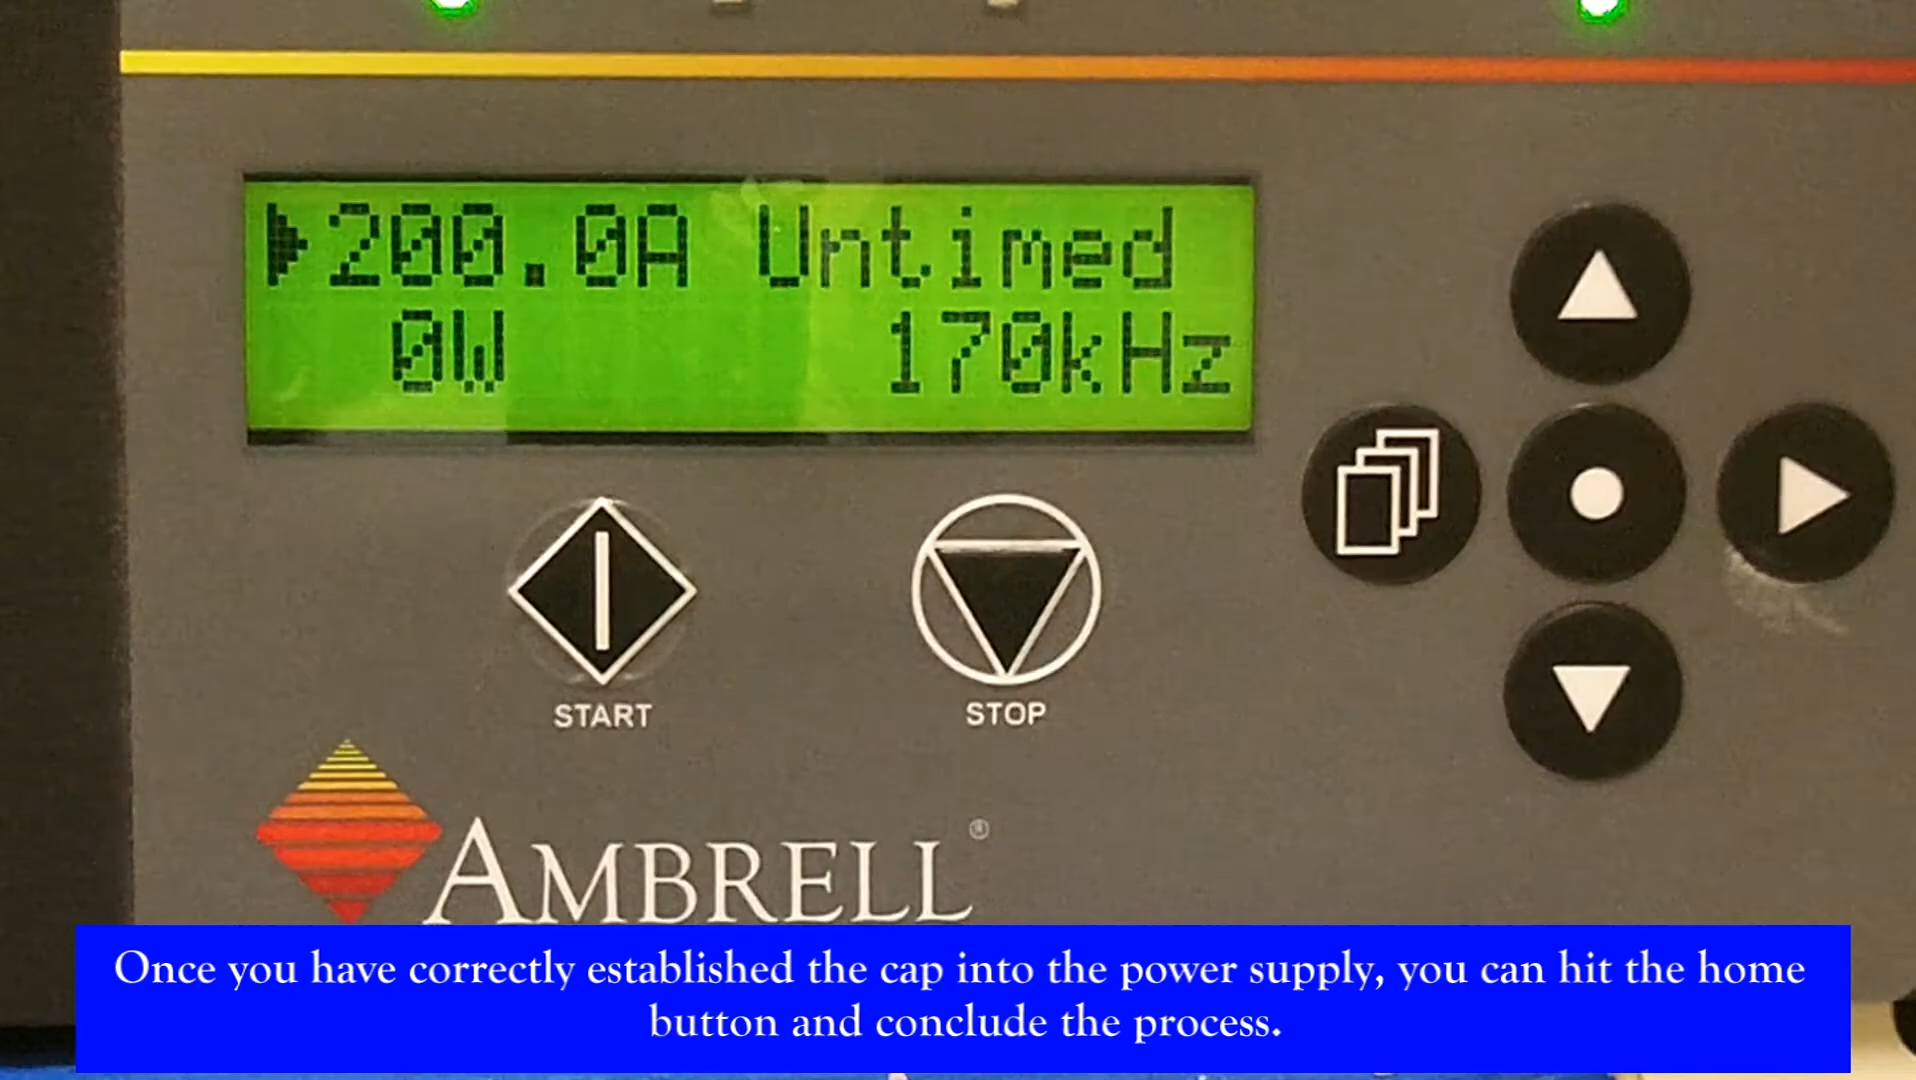 200.0A Untimed
0W 170kHz
START
STOP
AMBRELL®
Once you have correctly established the cap into the power supply, you can hit the home
button and conclude the process.